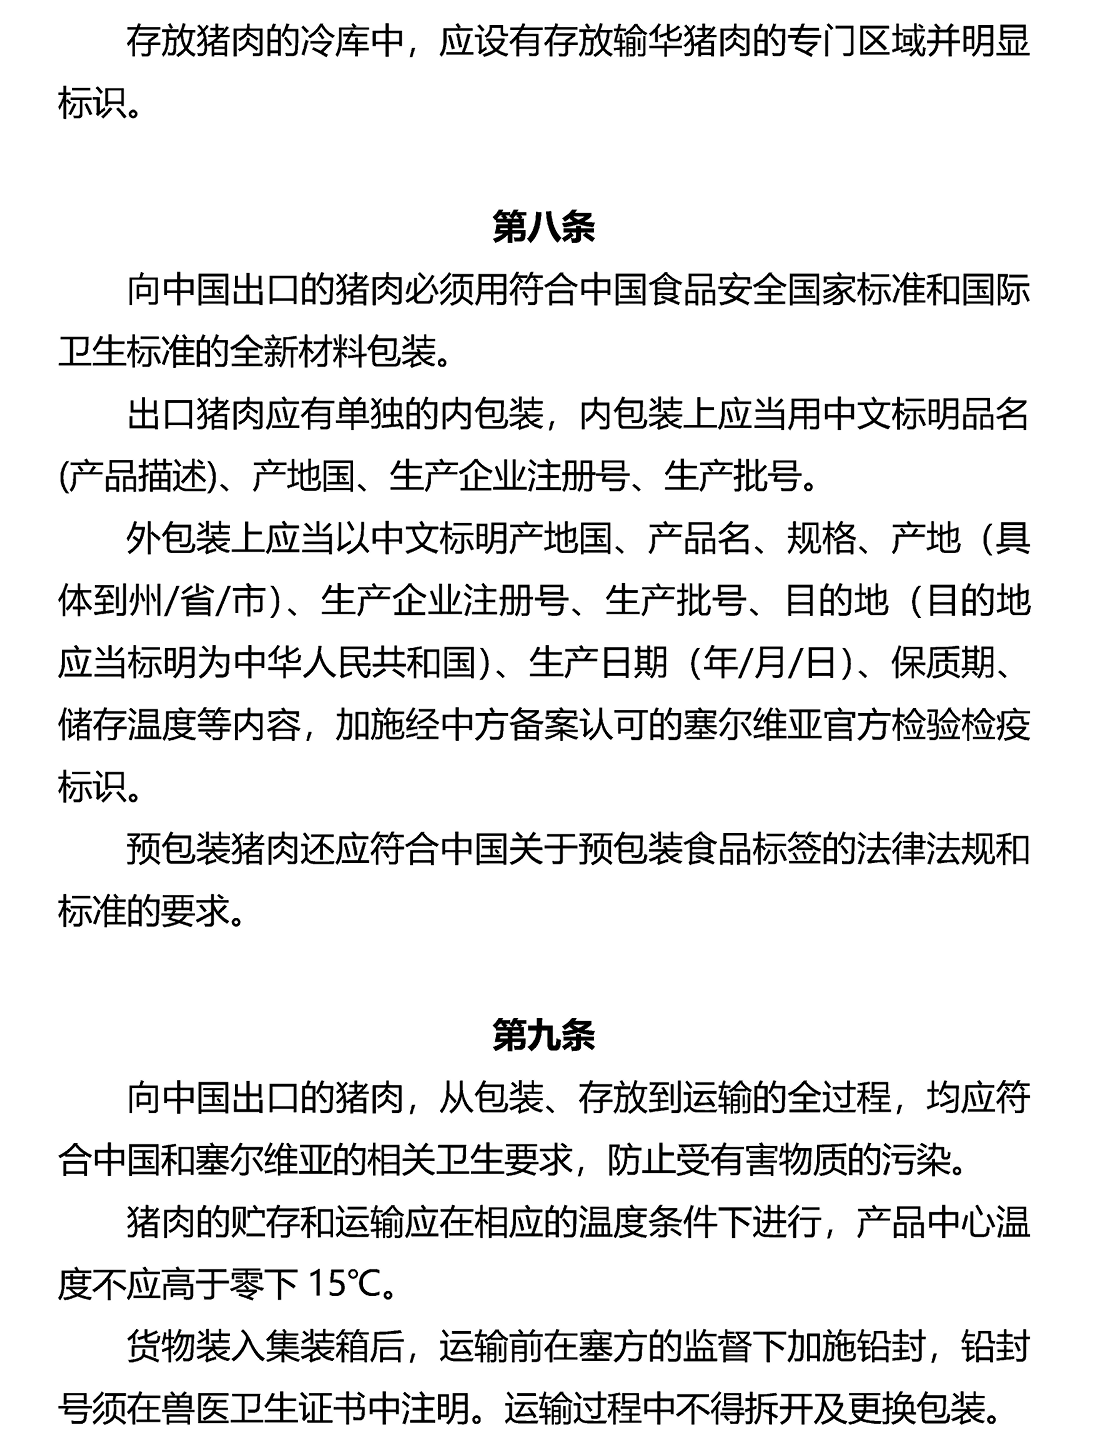 存放猪肉的冷库中，应设有存放输华猪肉的专门区域并明显
标识。
第八条
向中国出口的猪肉必须用符合中国食品安全国家标准和国际
卫生标准的全新材料包装。
出口猪肉应有单独的内包装，内包装上应当用中文标明品名
(产品描述)、产地国、生产企业注册号、生产批号。
外包装上应当以中文标明产地国、产品名、规格、产地（具
体到州/省/市）、生产企业注册号、生产批号、目的地（目的地
应当标明为中华人民共和国）、生产日期（年/月/日）、保质期、
储存温度等内容，加施经中方备案认可的塞尔维亚官方检验检疫
标识。
预包装猪肉还应符合中国关于预包装食品标签的法律法规和
标准的要求。
第九条
向中国出口的猪肉，从包装、存放到运输的全过程，均应符
合中国和塞尔维亚的相关卫生要求，防止受有害物质的污染。
猪肉的贮存和运输应在相应的温度条件下进行，产品中心温
度不应高于零下 15℃。
货物装入集装箱后，运输前在塞方的监督下加施铅封，铅封
号须在兽医卫生证书中注明。运输过程中不得拆开及更换包装。